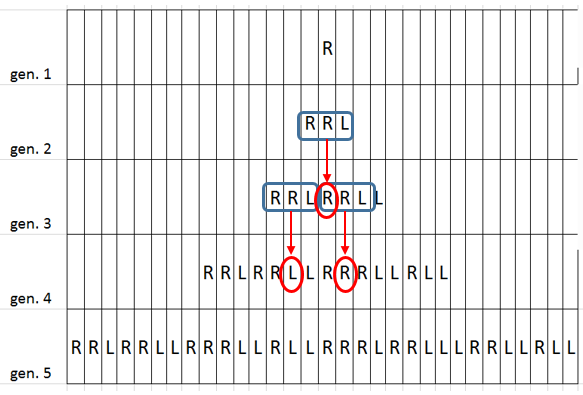 R
gen. 1
R R L
gen. 2
R R L R R L L
gen. 3
R R L R R L L R R R L L R L L
gen. 4
R R L R R L L R R R L L R L L R R R L R R L L L R R L L R L L
gen. 5